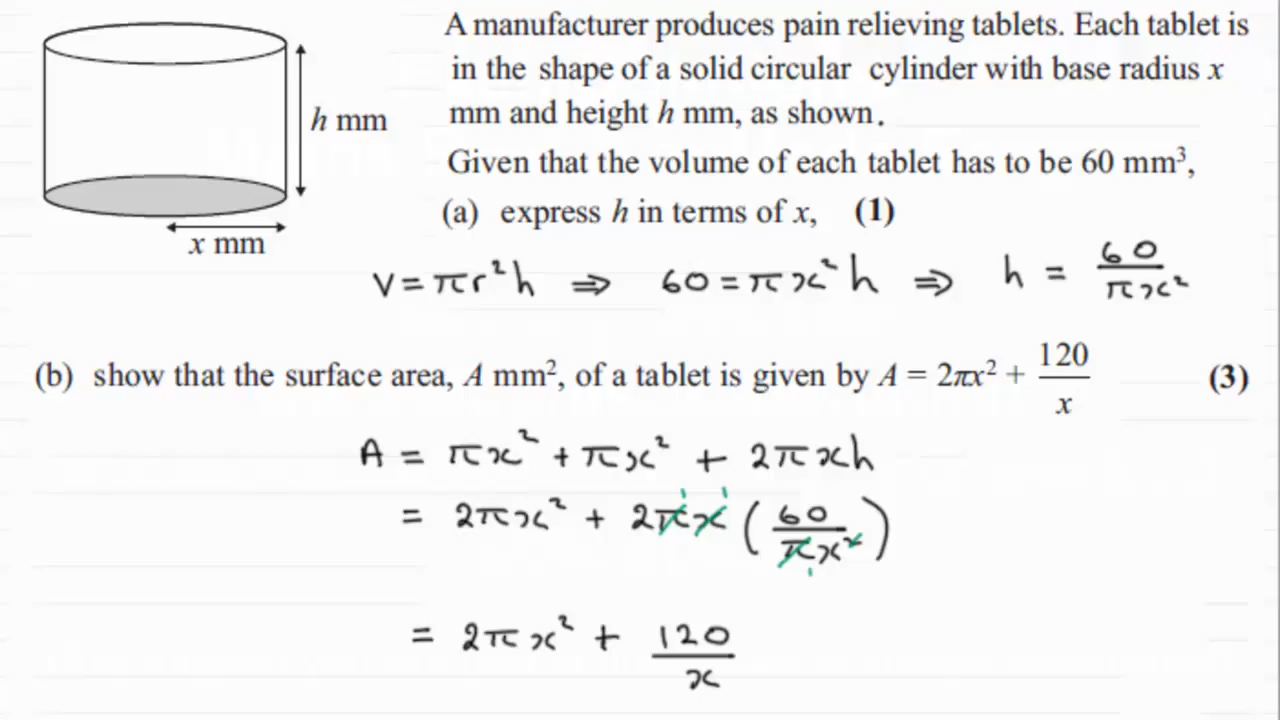 A manufacturer produces pain relieving tablets. Each tablet is
in the shape of a solid circular cylinder with base radius x
mm and height h mm, as shown.
h mm
Given that the volume of each tablet has to be 60 mm³,
(a) express h in terms of x, (1)
x mm
V = πr²h ⇒ 60 = πx²h ⇒ h = 60/πx²
(b) show that the surface area, A mm², of a tablet is given by A = 2πx² + 120/x (3)
A = πx² + πx² + 2πxh
= 2πx² + 2πx (60/πx²)
= 2πx² + 120/x